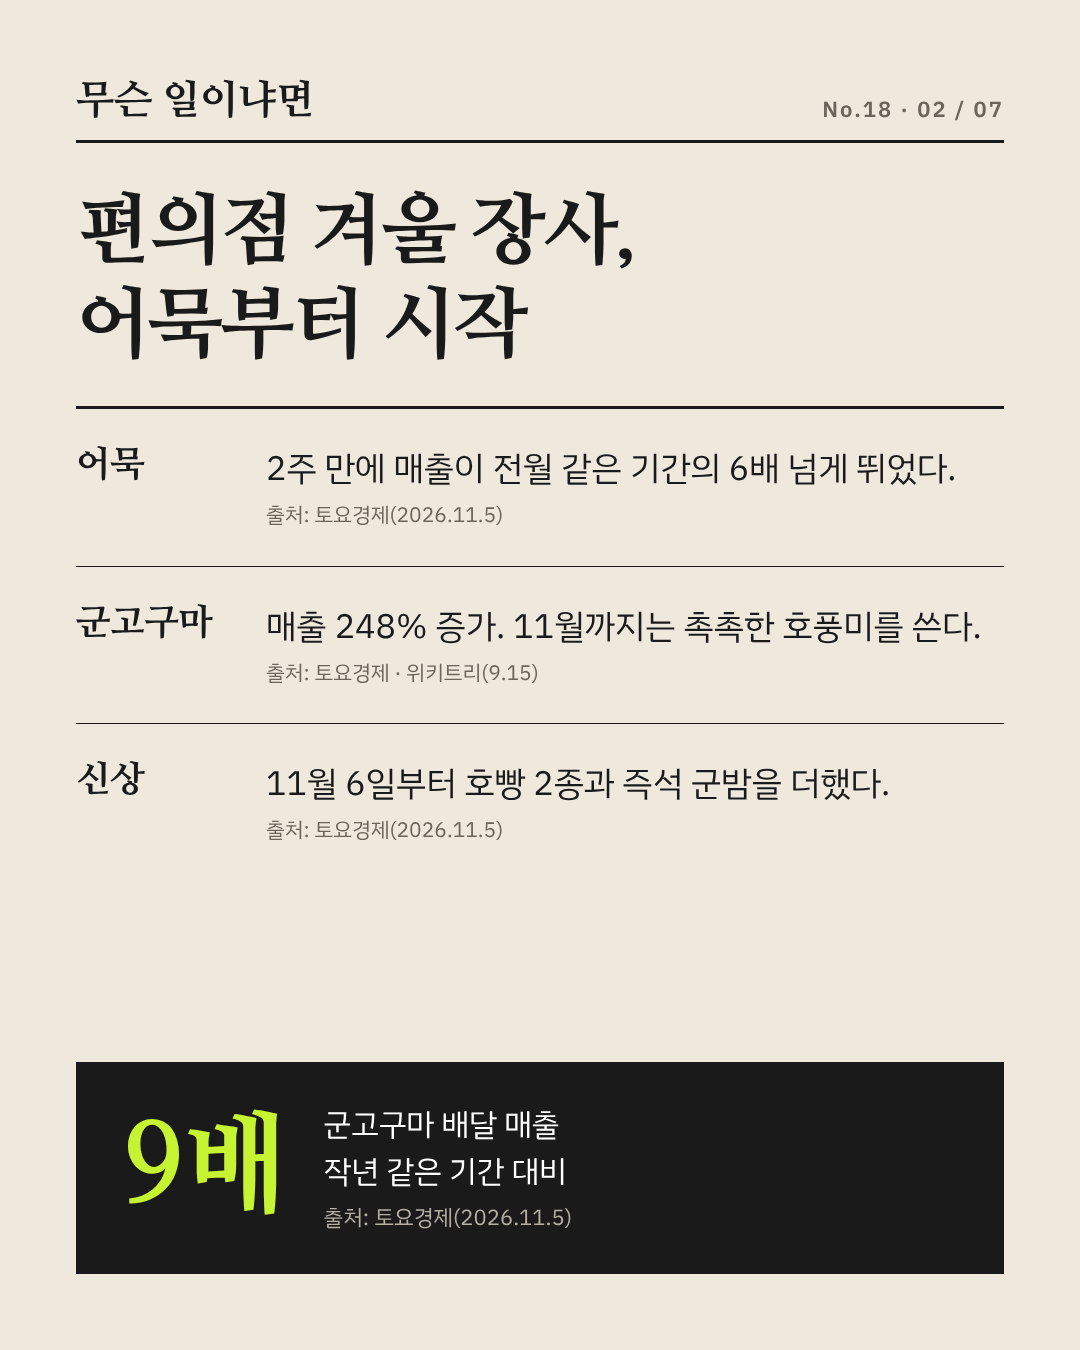 무슨 일이냐면
No.18 · 02 / 07
편의점 겨울 장사,
어묵부터 시작
어묵
2주 만에 매출이 전월 같은 기간의 6배 넘게 뛰었다.
출처: 토요경제(2026.11.5)
군고구마
매출 248% 증가. 11월까지는 촉촉한 호풍미를 쓴다.
출처: 토요경제 · 위키트리(9.15)
신상
11월 6일부터 호빵 2종과 즉석 군밤을 더했다.
출처: 토요경제(2026.11.5)
9배
군고구마 배달 매출
작년 같은 기간 대비
출처: 토요경제(2026.11.5)